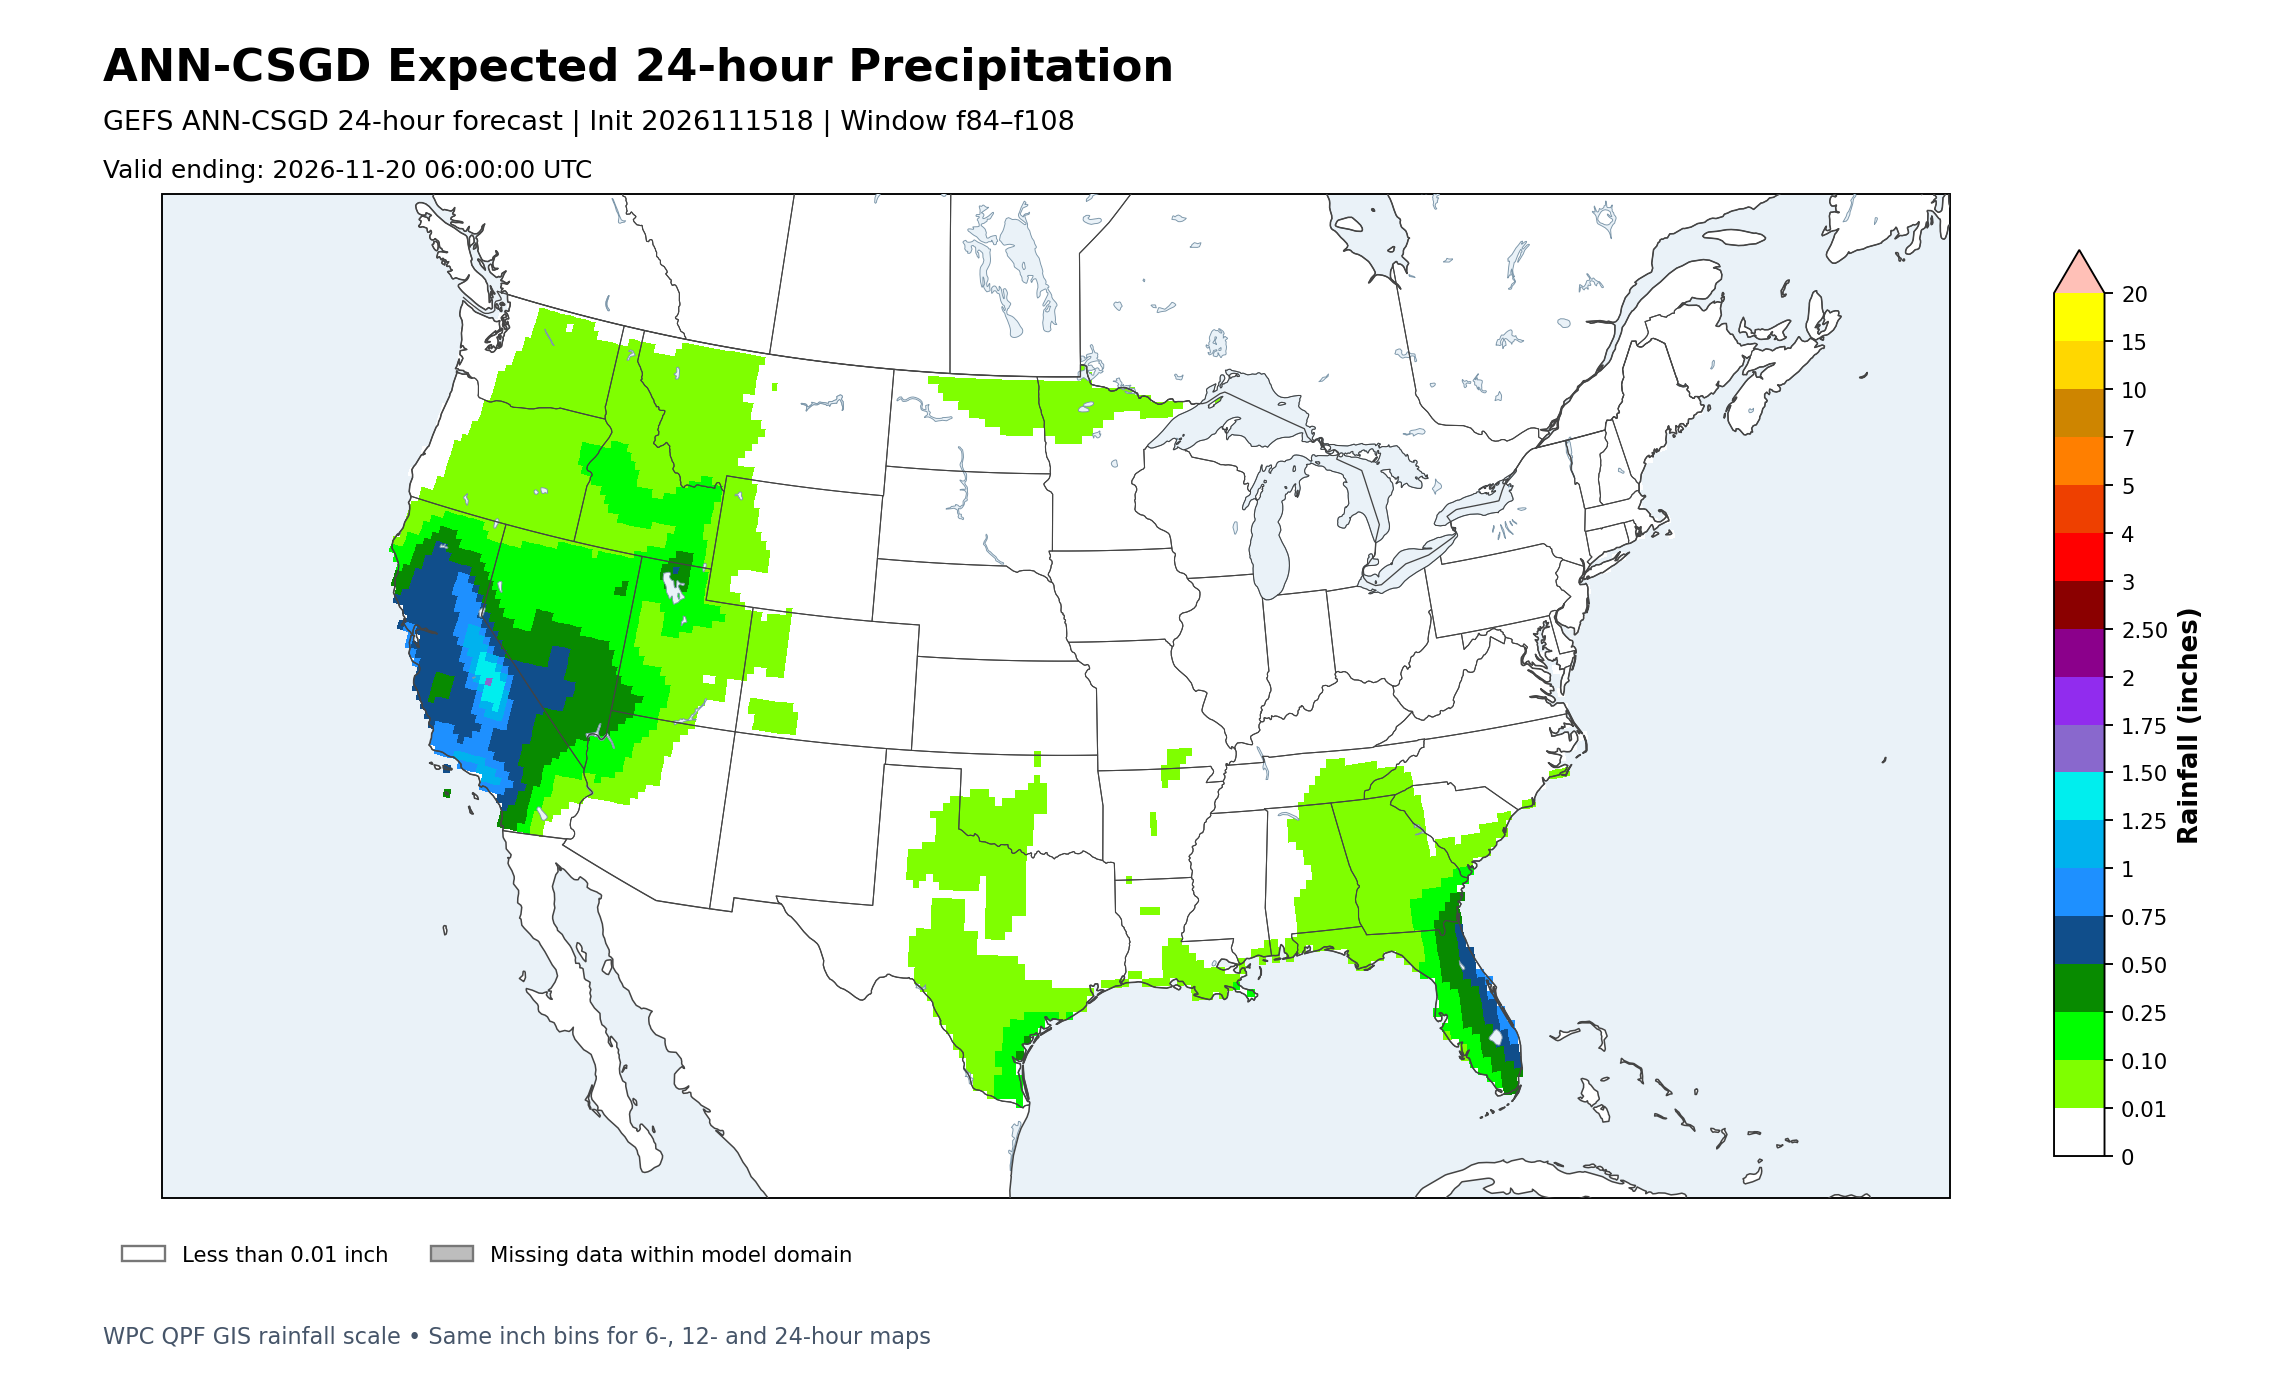 ANN-CSGD Expected 24-hour Precipitation
GEFS ANN-CSGD 24-hour forecast | Init 2026111518 | Window f84–f108
Valid ending: 2026-11-20 06:00:00 UTC
20
15
10
7
5
4
3
2.50
2
1.75
1.50
1.25
1
0.75
0.50
0.25
0.10
0.01
0
Rainfall (inches)
Less than 0.01 inch
Missing data within model domain
WPC QPF GIS rainfall scale • Same inch bins for 6-, 12- and 24-hour maps